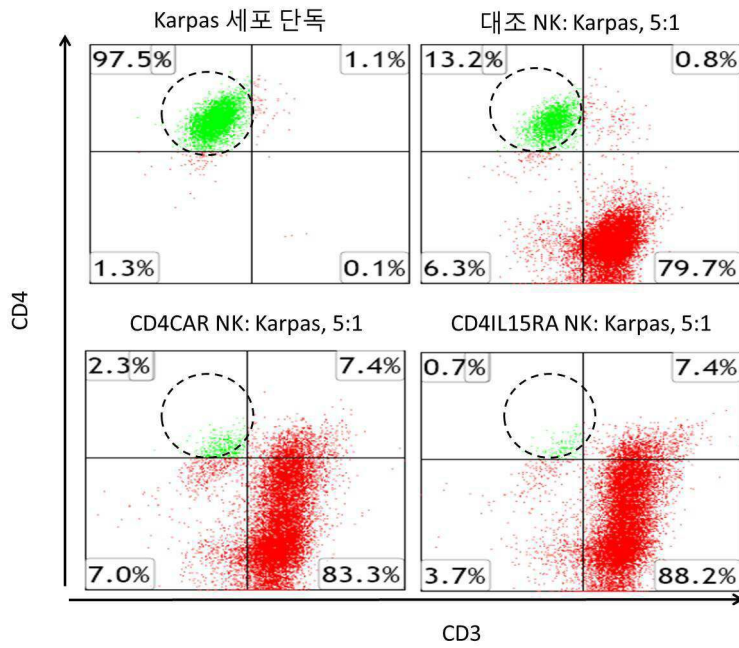 Karpas 세포 단독
대조 NK: Karpas, 5:1
97.5%
1.1%
13.2%
0.8%
1.3%
0.1%
6.3%
79.7%
CD4CAR NK: Karpas, 5:1
CD4IL15RA NK: Karpas, 5:1
2.3%
7.4%
0.7%
7.4%
7.0%
83.3%
3.7%
88.2%
CD4
CD3